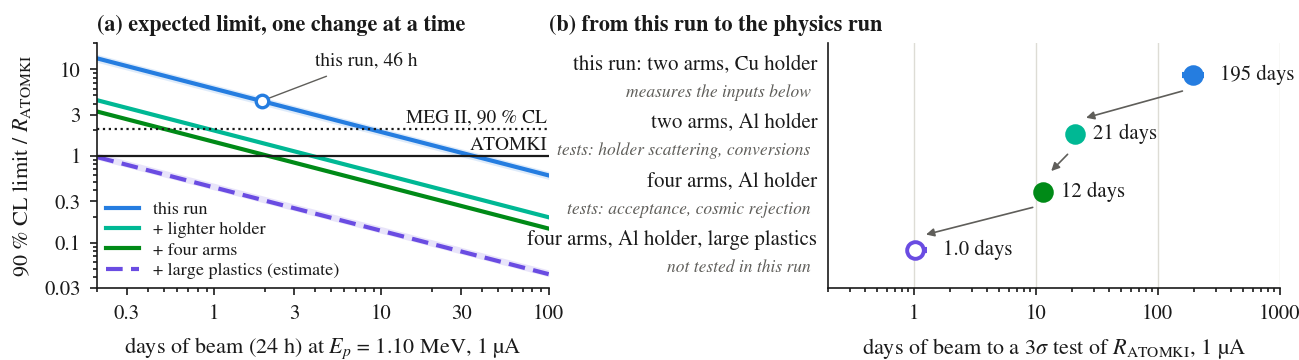 (a) expected limit, one change at a time
90 % CL limit / R_ATOMKI
10
3
1
0.3
0.1
0.03
this run, 46 h
MEG II, 90 % CL
ATOMKI
this run
+ lighter holder
+ four arms
+ large plastics (estimate)
0.3
1
3
10
30
100
days of beam (24 h) at E_p = 1.10 MeV, 1 µA
(b) from this run to the physics run
this run: two arms, Cu holder
measures the inputs below
two arms, Al holder
tests: holder scattering, conversions
four arms, Al holder
tests: acceptance, cosmic rejection
four arms, Al holder, large plastics
not tested in this run
195 days
21 days
12 days
1.0 days
1
10
100
1000
days of beam to a 3σ test of R_ATOMKI, 1 µA